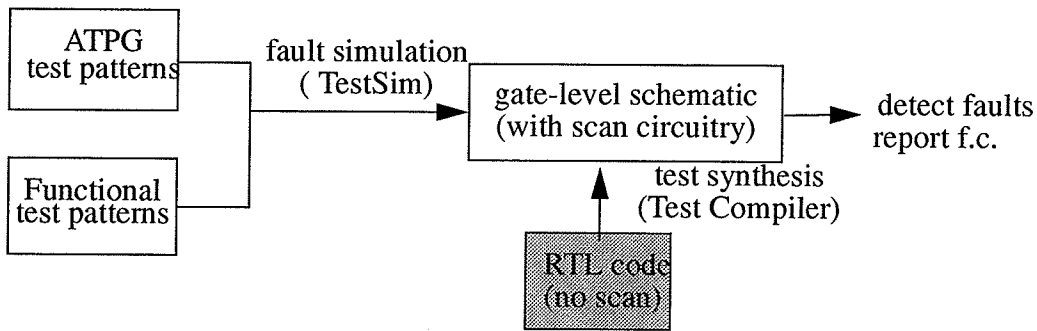 ATPG
test patterns
fault simulation
( TestSim)
gate-level schematic
(with scan circuitry)
detect faults
report f.c.
Functional
test patterns
test synthesis
(Test Compiler)
RTL code
(no scan)